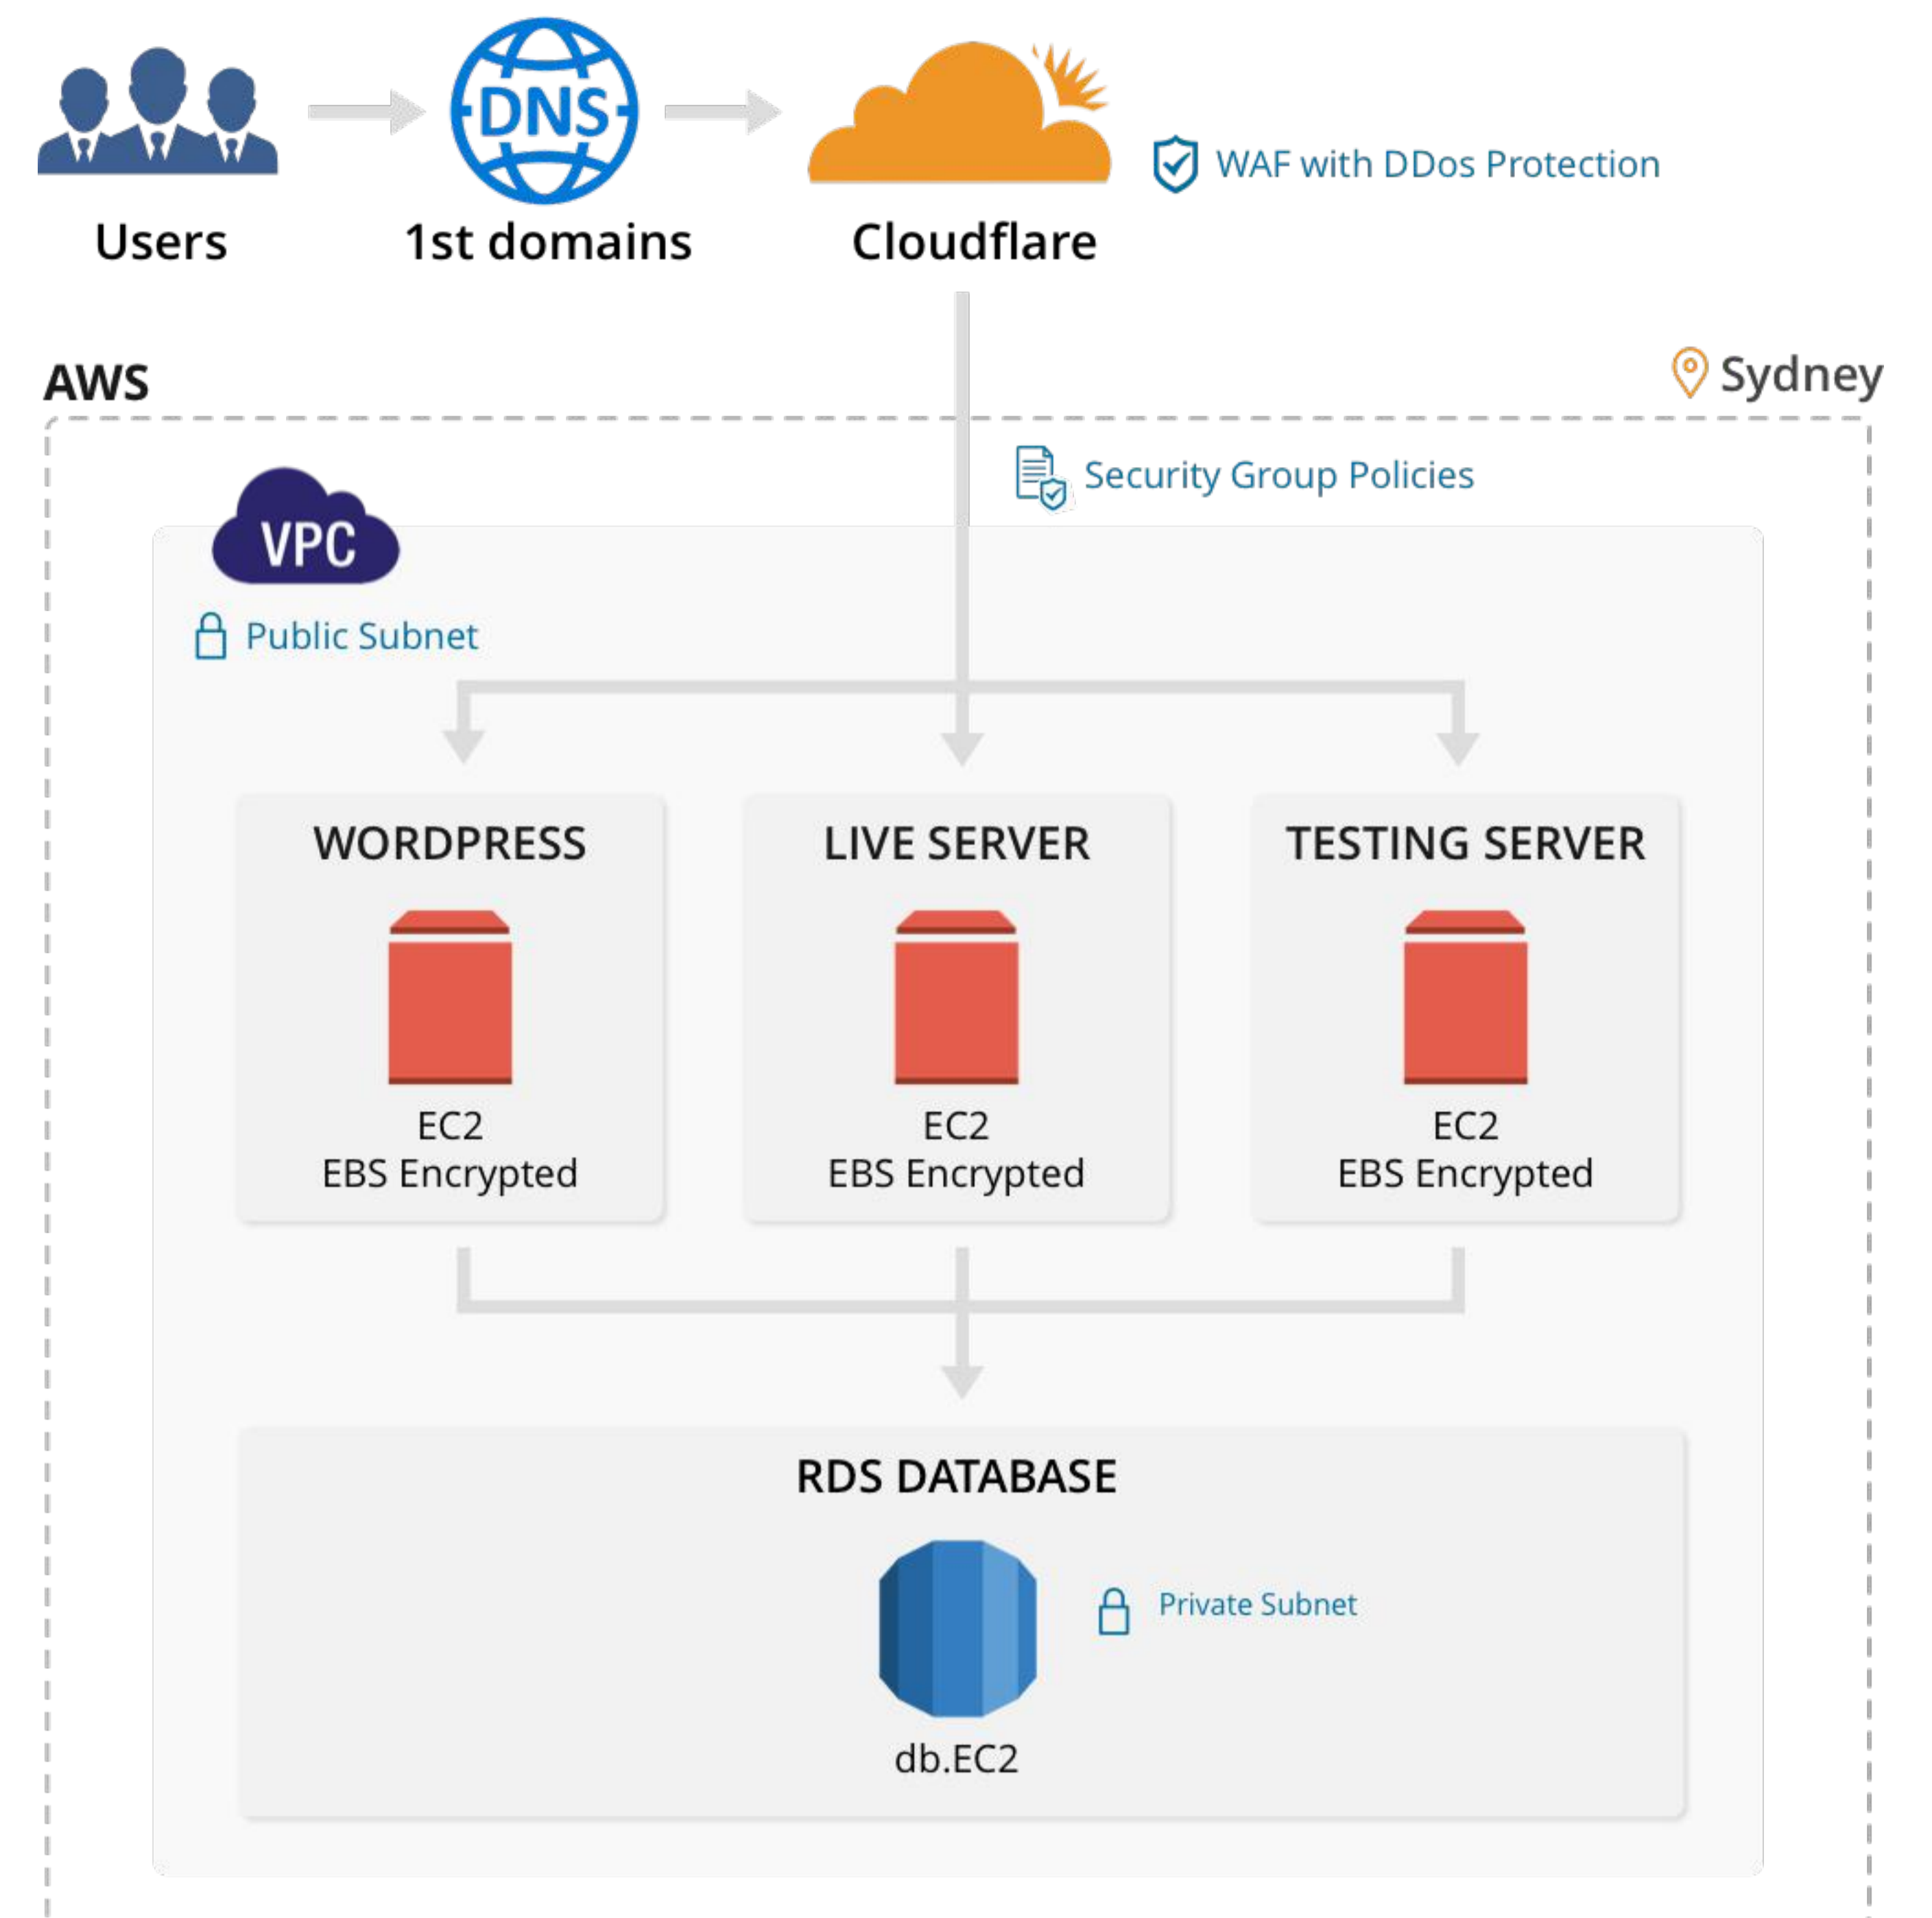 DNS
WAF with DDos Protection
Users
1st domains
Cloudflare
AWS
Sydney
Security Group Policies
VPC
Public Subnet
WORDPRESS
EC2
EBS Encrypted
LIVE SERVER
EC2
EBS Encrypted
TESTING SERVER
EC2
EBS Encrypted
RDS DATABASE
Private Subnet
db.EC2